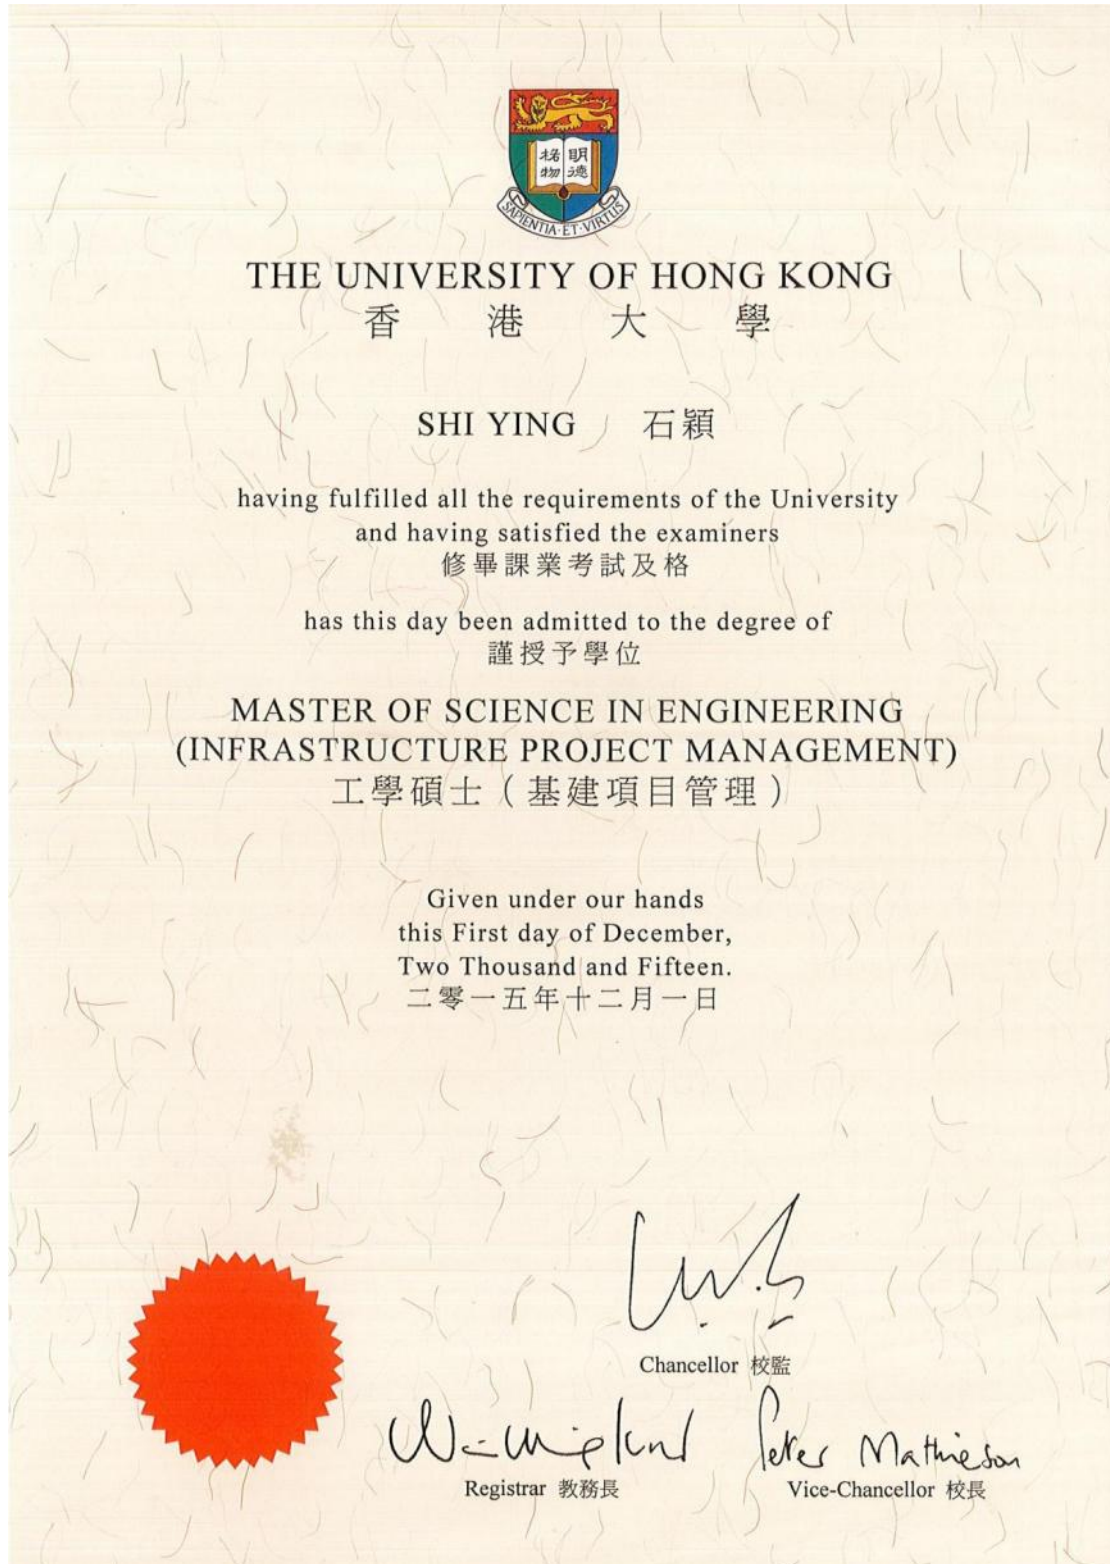 格物
明德
SAPIENTIA·ET·VIRTUS
THE UNIVERSITY OF HONG KONG
香港大學
SHI YING 石穎
having fulfilled all the requirements of the University
and having satisfied the examiners
修畢課業考試及格
has this day been admitted to the degree of
謹授予學位
MASTER OF SCIENCE IN ENGINEERING
(INFRASTRUCTURE PROJECT MANAGEMENT)
工學碩士（基建項目管理）
Given under our hands
this First day of December,
Two Thousand and Fifteen.
二零一五年十二月一日
Chancellor 校監
Peter Mathieson
Registrar 教務長
Vice-Chancellor 校長